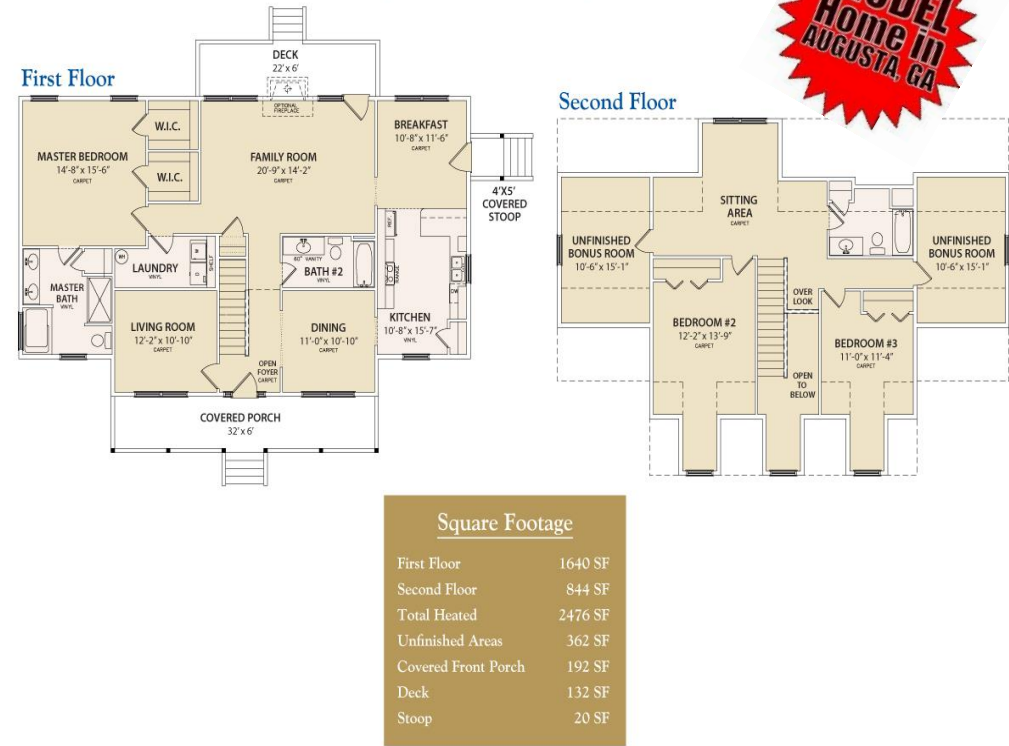 MODEL
Home in
AUGUSTA, GA
First Floor
DECK
22' x 6'
OPTIONAL
FIREPLACE
W.I.C.
W.I.C.
MASTER BEDROOM
14'-8" x 15'-6"
CARPET
FAMILY ROOM
20'-9" x 14'-2"
CARPET
BREAKFAST
10'-8" x 11'-6"
CARPET
4'X5'
COVERED
STOOP
REF.
RANGE
DW
WH
SHELF
LAUNDRY
VINYL
60" VANITY
BATH #2
VINYL
MASTER
BATH
VINYL
LIVING ROOM
12'-2" x 10'-10"
CARPET
DINING
11'-0" x 10'-10"
CARPET
KITCHEN
10'-8" x 15'-7"
VINYL
OPEN
FOYER
CARPET
COVERED PORCH
32' x 6'
Second Floor
SITTING
AREA
CARPET
UNFINISHED
BONUS ROOM
10'-6" x 15'-1"
UNFINISHED
BONUS ROOM
10'-6" x 15'-1"
OVER
LOOK
BEDROOM #2
12'-2" x 13'-9"
CARPET
BEDROOM #3
11'-0" x 11'-4"
CARPET
OPEN
TO
BELOW
Square Footage
First Floor 1640 SF
Second Floor 844 SF
Total Heated 2476 SF
Unfinished Areas 362 SF
Covered Front Porch 192 SF
Deck 132 SF
Stoop 20 SF